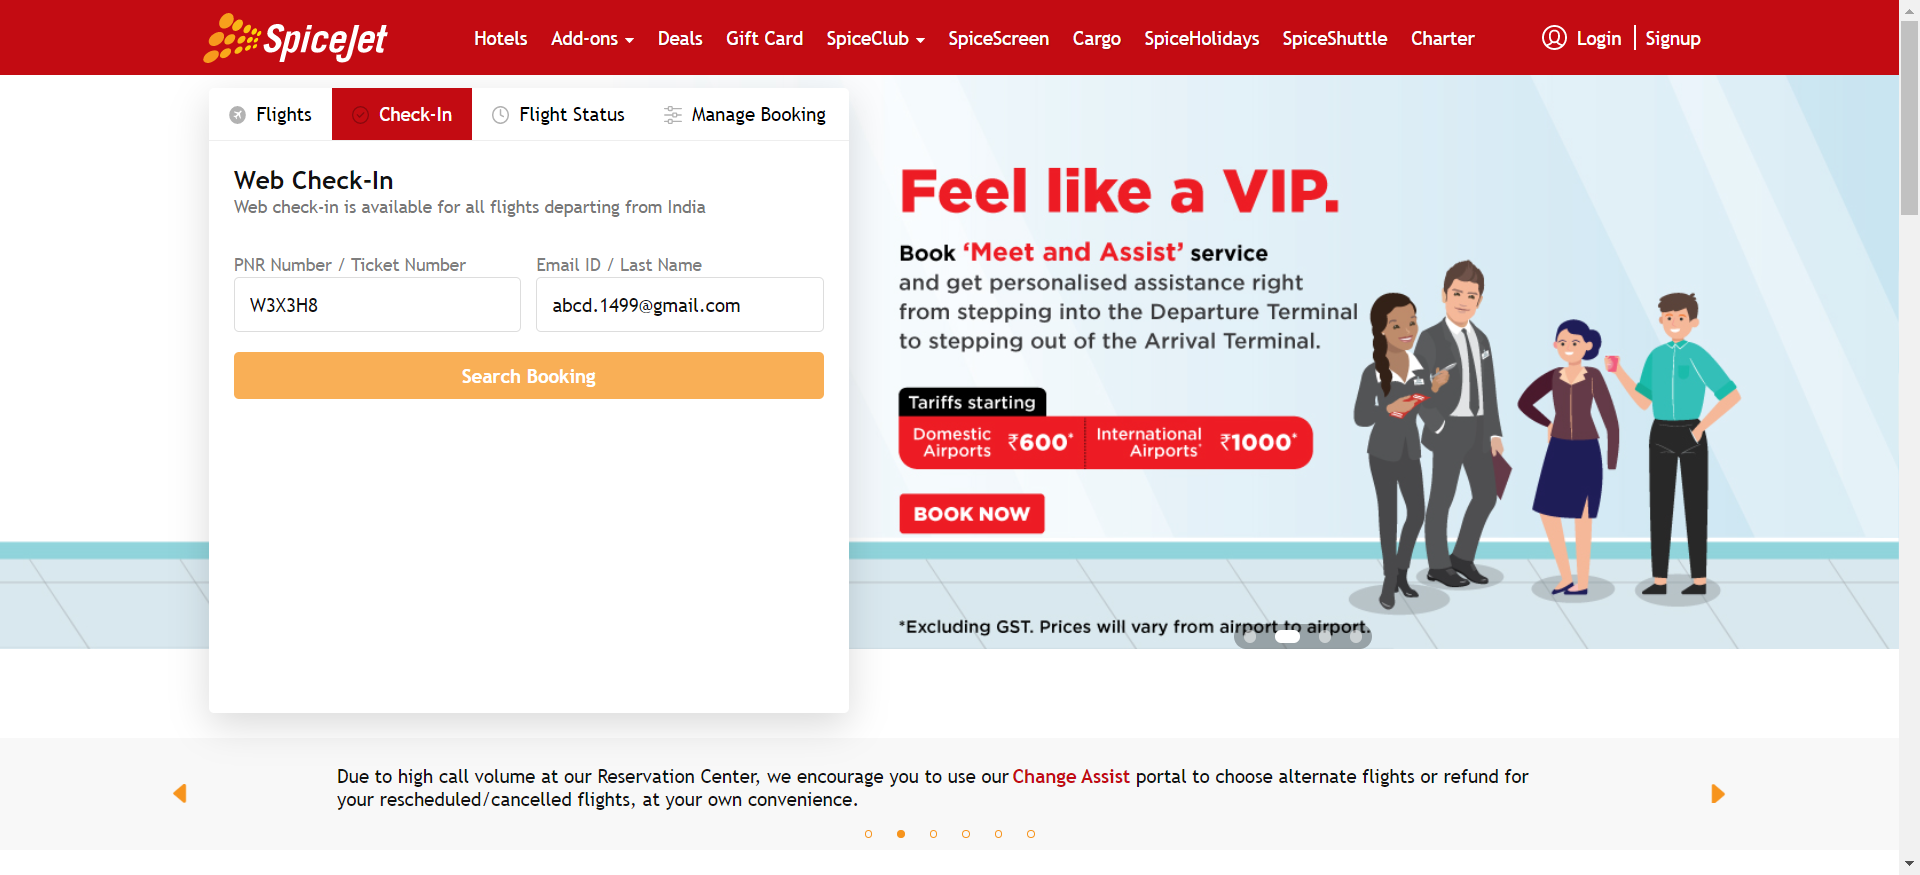 SpiceJet
Hotels Add-ons Deals Gift Card SpiceClub SpiceScreen Cargo SpiceHolidays SpiceShuttle Charter Login Signup
Flights Check-In Flight Status Manage Booking
Web Check-In
Web check-in is available for all flights departing from India
PNR Number / Ticket Number Email ID / Last Name
W3X3H8 abcd.1499@gmail.com
Search Booking
Feel like a VIP.
Book ‘Meet and Assist’ service
and get personalised assistance right
from stepping into the Departure Terminal
to stepping out of the Arrival Terminal.
Tariffs starting
Domestic Airports ₹600* International Airports* ₹1000*
BOOK NOW
*Excluding GST. Prices will vary from airport to airport.
Due to high call volume at our Reservation Center, we encourage you to use our Change Assist portal to choose alternate flights or refund for
your rescheduled/cancelled flights, at your own convenience.